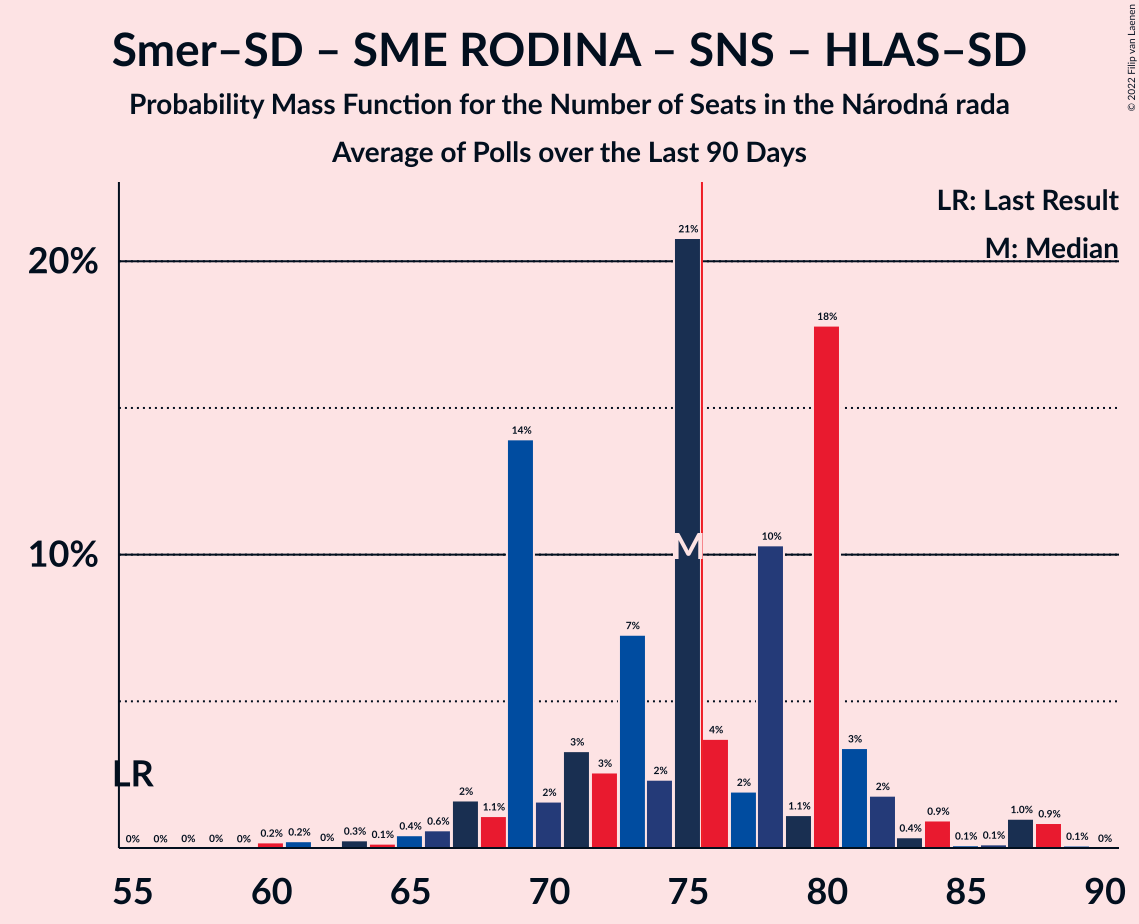 Smer–SD – SME RODINA – SNS – HLAS–SD
Probability Mass Function for the Number of Seats in the Národná rada
Average of Polls over the Last 90 Days
© 2022 Filip van Laenen
LR: Last Result
M: Median
20%
10%
LR
M
0% 0% 0% 0% 0% 0.2% 0.2% 0% 0.3% 0.1% 0.4% 0.6% 2% 1.1% 14% 2% 3% 3% 7% 2% 21% 4% 2% 10% 1.1% 18% 3% 2% 0.4% 0.9% 0.1% 0.1% 1.0% 0.9% 0.1% 0%
55 60 65 70 75 80 85 90